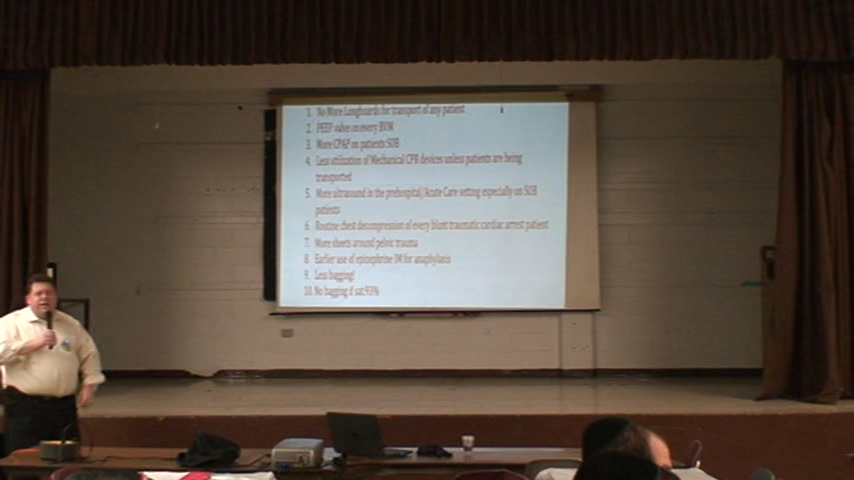 1. No More Longboards for transport of any patient
2. PEEP valve on every BVM
3. More CPAP on patients SOB
4. Less utilization of Mechanical CPR devices unless patients are being
transported
5. More ultrasound in the prehospital/Acute Care setting especially on SOB
patients
6. Routine chest decompression of every blunt traumatic cardiac arrest patient
7. More sheets around pelvic trauma
8. Earlier use of epinephrine IM for anaphylaxis
9. Less bagging!
10. No bagging if sat 93%